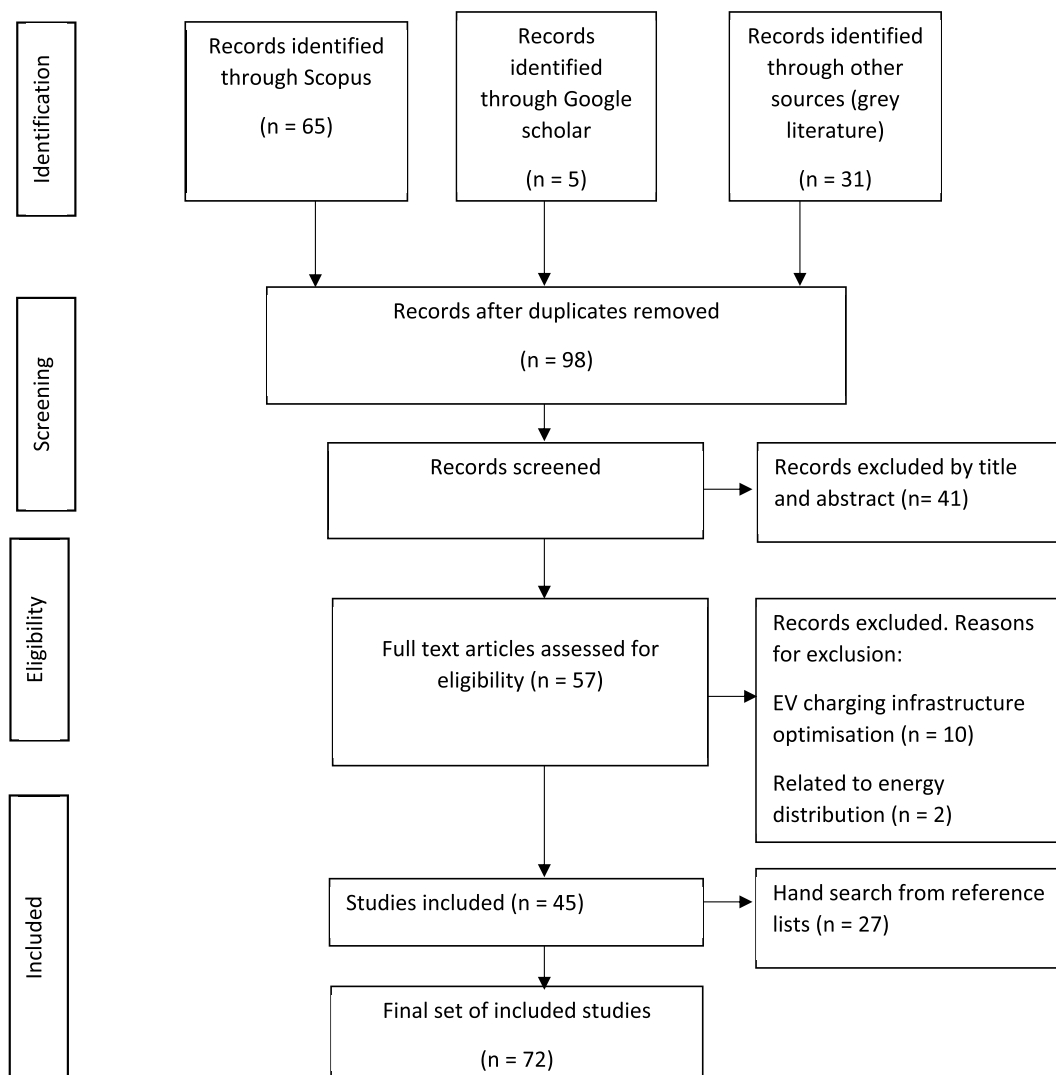 Identification
Records identified
through Scopus
(n = 65)
Records
identified
through Google
scholar
(n = 5)
Records identified
through other
sources (grey
literature)
(n = 31)
Screening
Records after duplicates removed
(n = 98)
Records screened
Records excluded by title
and abstract (n= 41)
Eligibility
Full text articles assessed for
eligibility (n = 57)
Records excluded. Reasons
for exclusion:
EV charging infrastructure
optimisation (n = 10)
Related to energy
distribution (n = 2)
Included
Studies included (n = 45)
Hand search from reference
lists (n = 27)
Final set of included studies
(n = 72)